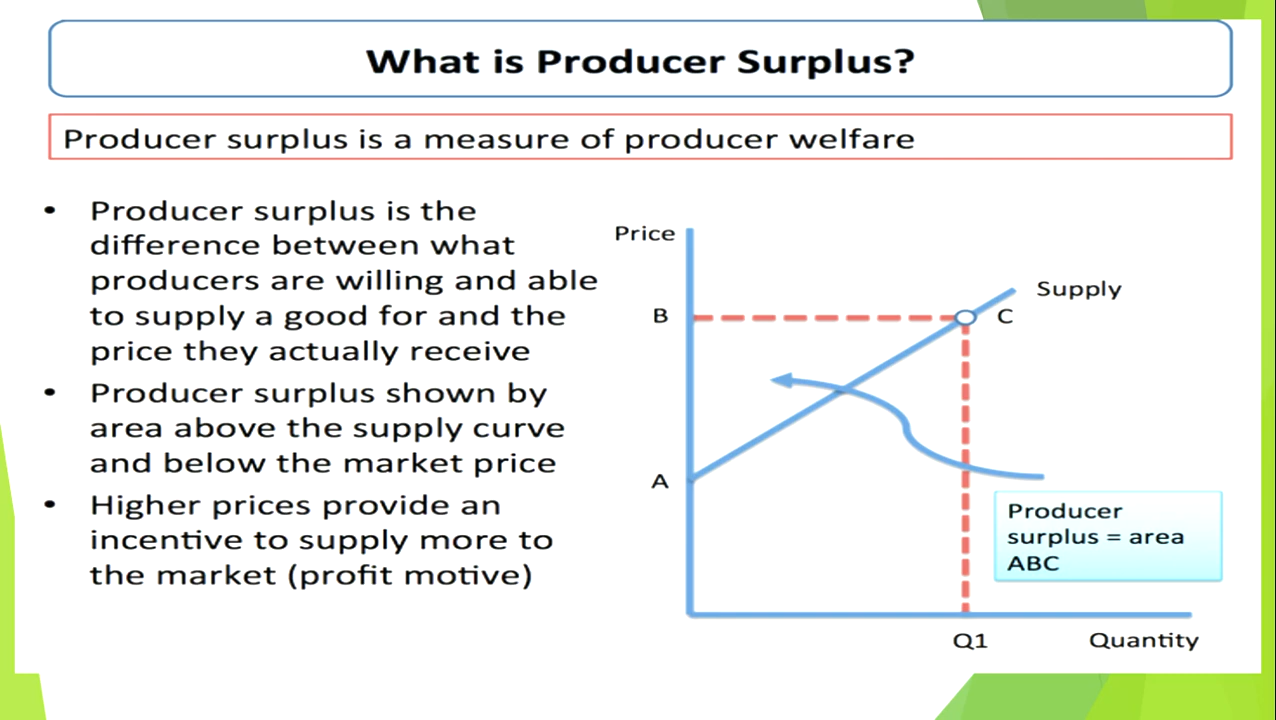 What is Producer Surplus?
Producer surplus is a measure of producer welfare
• Producer surplus is the
difference between what
producers are willing and able
to supply a good for and the
price they actually receive
• Producer surplus shown by
area above the supply curve
and below the market price
• Higher prices provide an
incentive to supply more to
the market (profit motive)
Price
Supply
B
C
A
Producer
surplus = area
ABC
Q1
Quantity